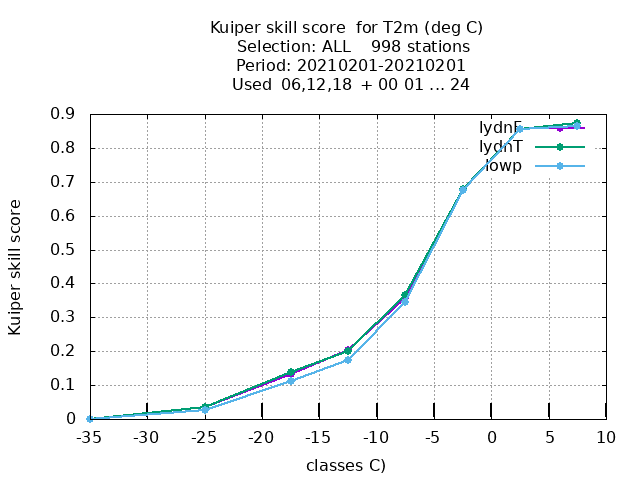 Kuiper skill score  for T2m (deg C)
Selection: ALL    998 stations
Period: 20210201-20210201
Used  06,12,18  + 00 01 ... 24
Kuiper skill score
0.9
0.8
0.7
0.6
0.5
0.4
0.3
0.2
0.1
0
lydnF
lydnT
lowp
-35 -30 -25 -20 -15 -10 -5 0 5 10
classes C)